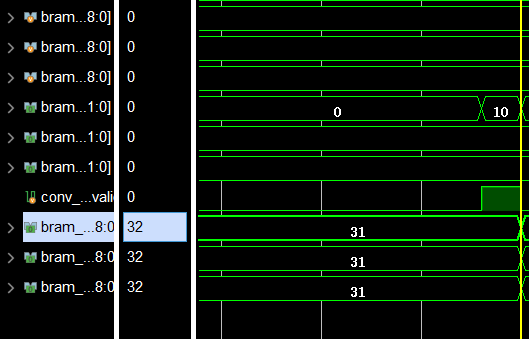 bram...8:0] 0
bram...8:0] 0
bram...8:0] 0
bram...1:0] 0 0 10
bram...1:0] 0
bram...1:0] 0
conv_...vali 0
bram_...8:0 32 31
bram_...8:0 32 31
bram_...8:0 32 31